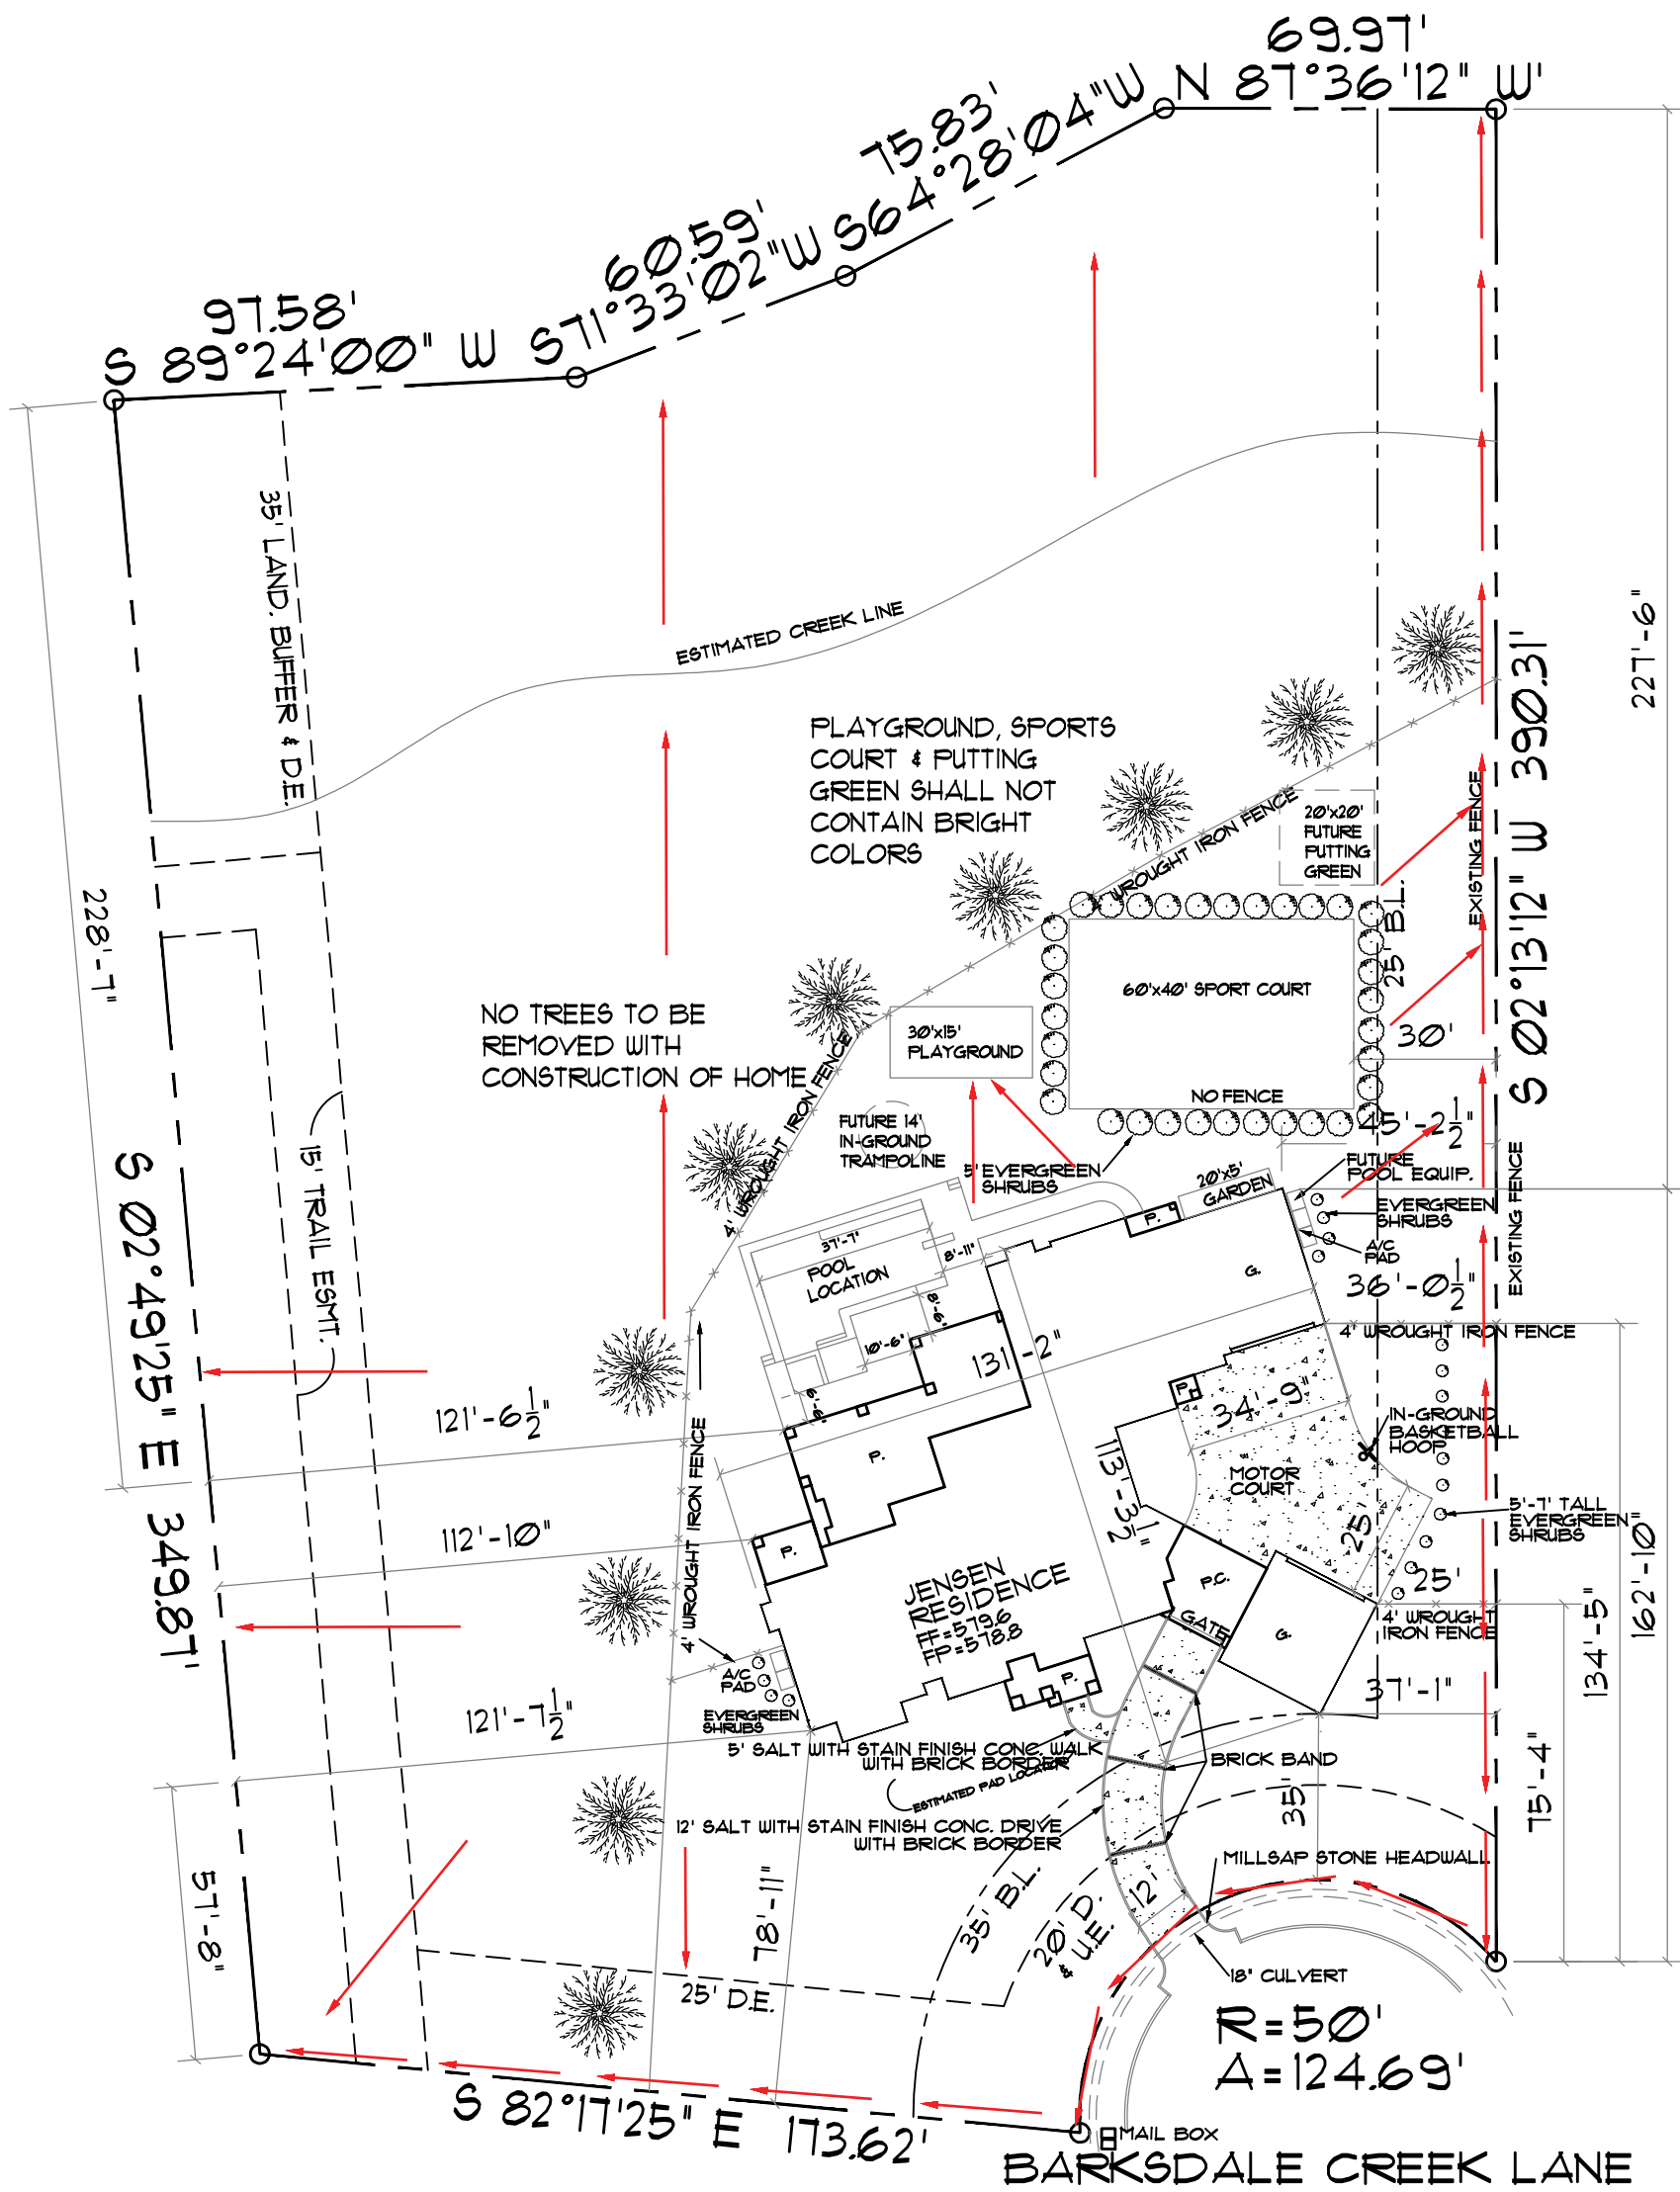 69.97'
N 87°36'12" W'
75.83'
S64°28'04"W
60.59'
S71°33'02"W
97.58'
S 89°24'00" W
35' LAND. BUFFER & D.E.
ESTIMATED CREEK LINE
227'-6"
S 02°13'12" W 390.31'
PLAYGROUND, SPORTS
COURT & PUTTING
GREEN SHALL NOT
CONTAIN BRIGHT
COLORS
4' WROUGHT IRON FENCE
20'x20'
FUTURE
PUTTING
GREEN
EXISTING FENCE
25' B.L.
228'-7"
60'x40' SPORT COURT
NO TREES TO BE
REMOVED WITH
CONSTRUCTION OF HOME
30'x15'
PLAYGROUND
30'
NO FENCE
4' WROUGHT IRON FENCE
FUTURE 14'
IN-GROUND
TRAMPOLINE
45'-2 1/2"
5' EVERGREEN
SHRUBS
20'x5'
GARDEN
FUTURE
POOL EQUIP.
EVERGREEN
SHRUBS
A/C
PAD
EXISTING FENCE
15' TRAIL ESMT.
S 02°49'25" E 349.87'
37'-7"
POOL
LOCATION
8'-11"
8'-6"
10'-6"
6'-6"
P.
G.
36'-0 1/2"
4' WROUGHT IRON FENCE
131'-2"
P.
34'-9"
IN-GROUND
BASKETBALL
HOOP
121'-6 1/2"
4' WROUGHT IRON FENCE
P.
113'-3 1/2"
MOTOR
COURT
25'
5'-7' TALL
EVERGREEN
SHRUBS
112'-10"
P.
JENSEN
RESIDENCE
FF=579.6
FP=578.8
P.C.
25'
GATE
G.
4' WROUGHT
IRON FENCE
162'-10"
134'-5"
A/C
PAD
P.
37'-1"
121'-7 1/2"
EVERGREEN
SHRUBS
5' SALT WITH STAIN FINISH CONC. WALK
WITH BRICK BORDER
BRICK BAND
ESTIMATED PAD LOCATION
75'-4"
35'
12' SALT WITH STAIN FINISH CONC. DRIVE
WITH BRICK BORDER
MILLSAP STONE HEADWALL
57'-8"
78'-11"
35' B.L.
20' D.
& U.E.
12'
25' D.E.
18" CULVERT
R=50'
A=124.69'
S 82°17'25" E 173.62'
MAIL BOX
BARKSDALE CREEK LANE